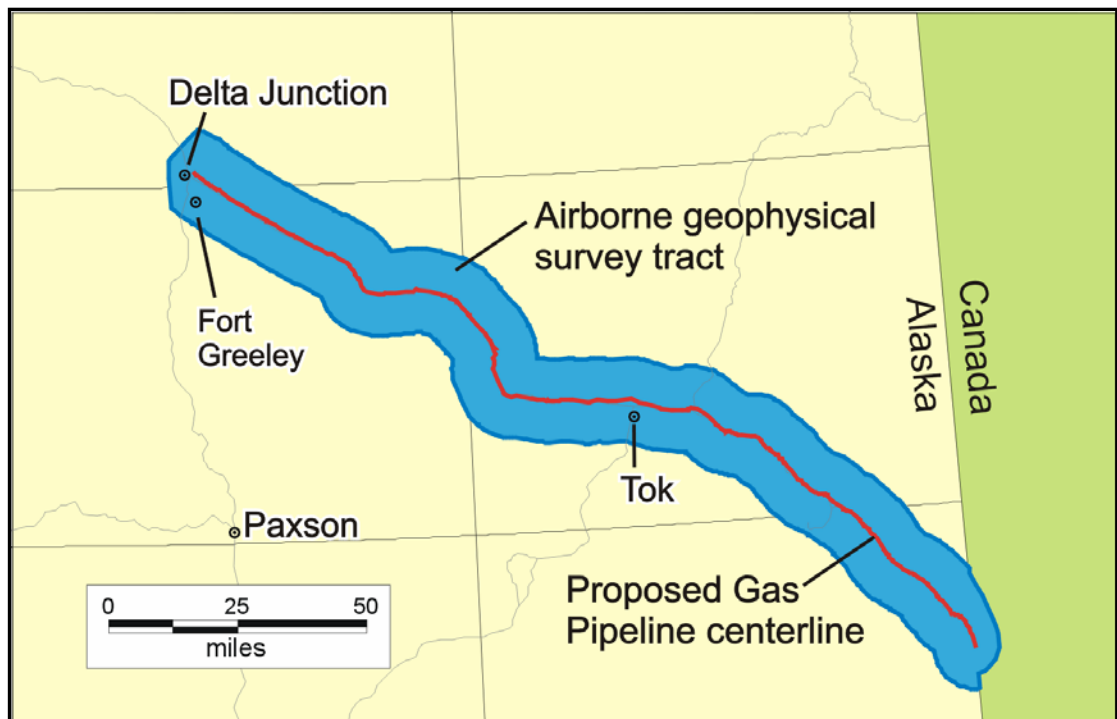 Delta Junction
Airborne geophysical
survey tract
Fort
Greeley
Canada
Alaska
Tok
Paxson
Proposed Gas
Pipeline centerline
0 25 50
miles